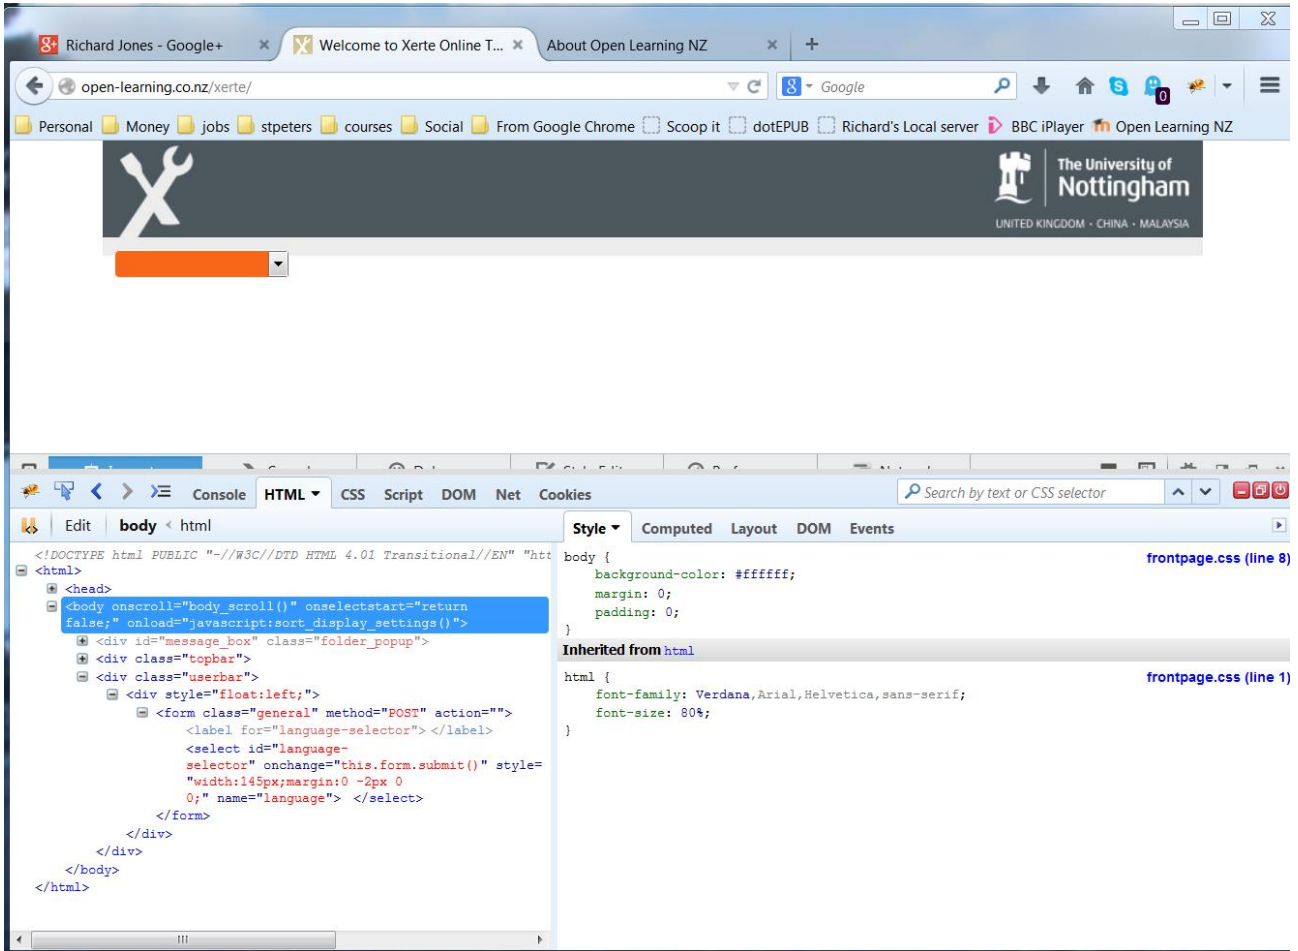 Richard Jones - Google+
Welcome to Xerte Online T...
About Open Learning NZ
open-learning.co.nz/xerte/
8 Google
0
Personal Money jobs stpeters courses Social From Google Chrome Scoop it dotEPUB Richard's Local server BBC iPlayer Open Learning NZ
The University of
Nottingham
UNITED KINGDOM · CHINA · MALAYSIA
Console HTML CSS Script DOM Net Cookies
Search by text or CSS selector
Edit body < html
Style Computed Layout DOM Events
<!DOCTYPE html PUBLIC "-//W3C//DTD HTML 4.01 Transitional//EN" "htt
<html>
<head>
<body onscroll="body_scroll()" onselectstart="return
false;" onload="javascript:sort_display_settings()">
<div id="message_box" class="folder_popup">
<div class="topbar">
<div class="userbar">
<div style="float:left;">
<form class="general" method="POST" action="">
<label for="language-selector"> </label>
<select id="language-
selector" onchange="this.form.submit()" style=
"width:145px;margin:0 -2px 0
0;" name="language"> </select>
</form>
</div>
</div>
</body>
</html>
body {
frontpage.css (line 8)
background-color: #ffffff;
margin: 0;
padding: 0;
}
Inherited from html
html {
frontpage.css (line 1)
font-family: Verdana,Arial,Helvetica,sans-serif;
font-size: 80%;
}